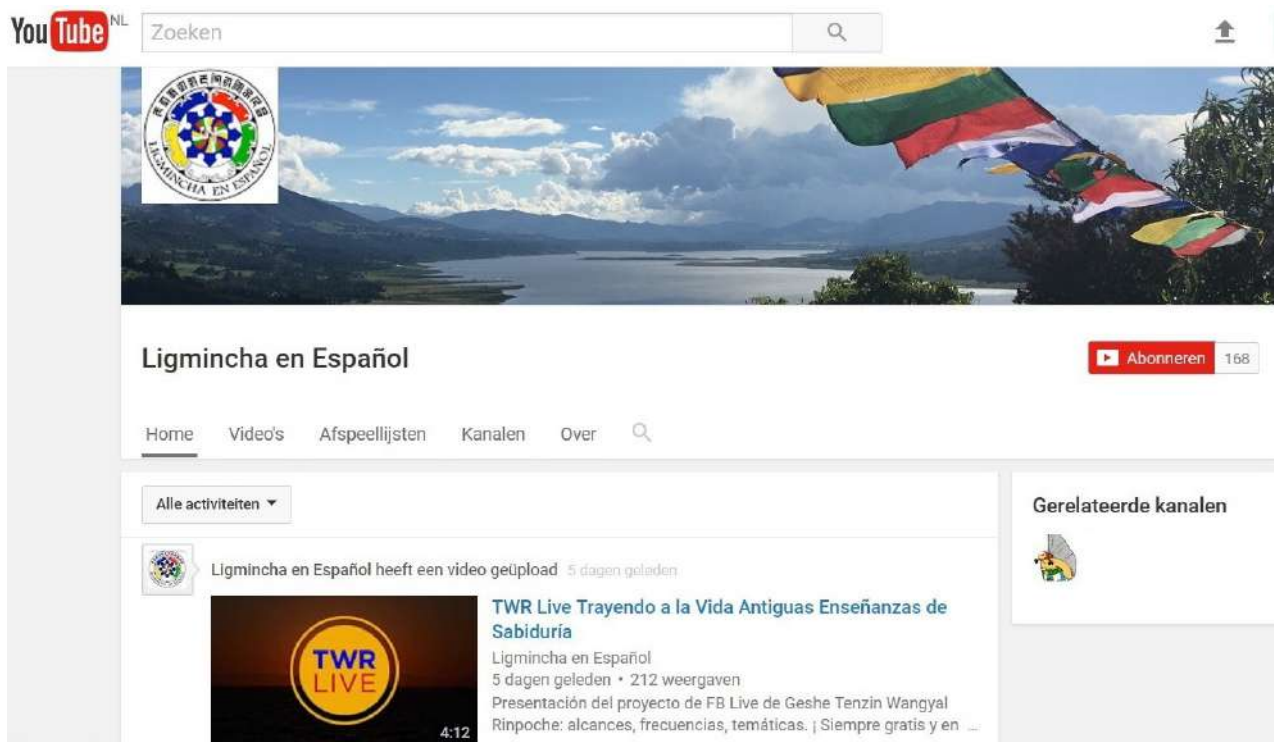 You Tube NL
Zoeken
LIGMINCHA EN ESPAÑOL
Ligmincha en Español
Abonneren 168
Home Video's Afspeellijsten Kanalen Over
Alle activiteiten
Gerelateerde kanalen
Ligmincha en Español heeft een video geüpload 5 dagen geleden
TWR LIVE
4:12
TWR Live Trayendo a la Vida Antiguas Enseñanzas de
Sabiduría
Ligmincha en Español
5 dagen geleden • 212 weergaven
Presentación del proyecto de FB Live de Geshe Tenzin Wangyal
Rinpoche: alcances, frecuencias, temáticas. ¡ Siempre gratis y en ...